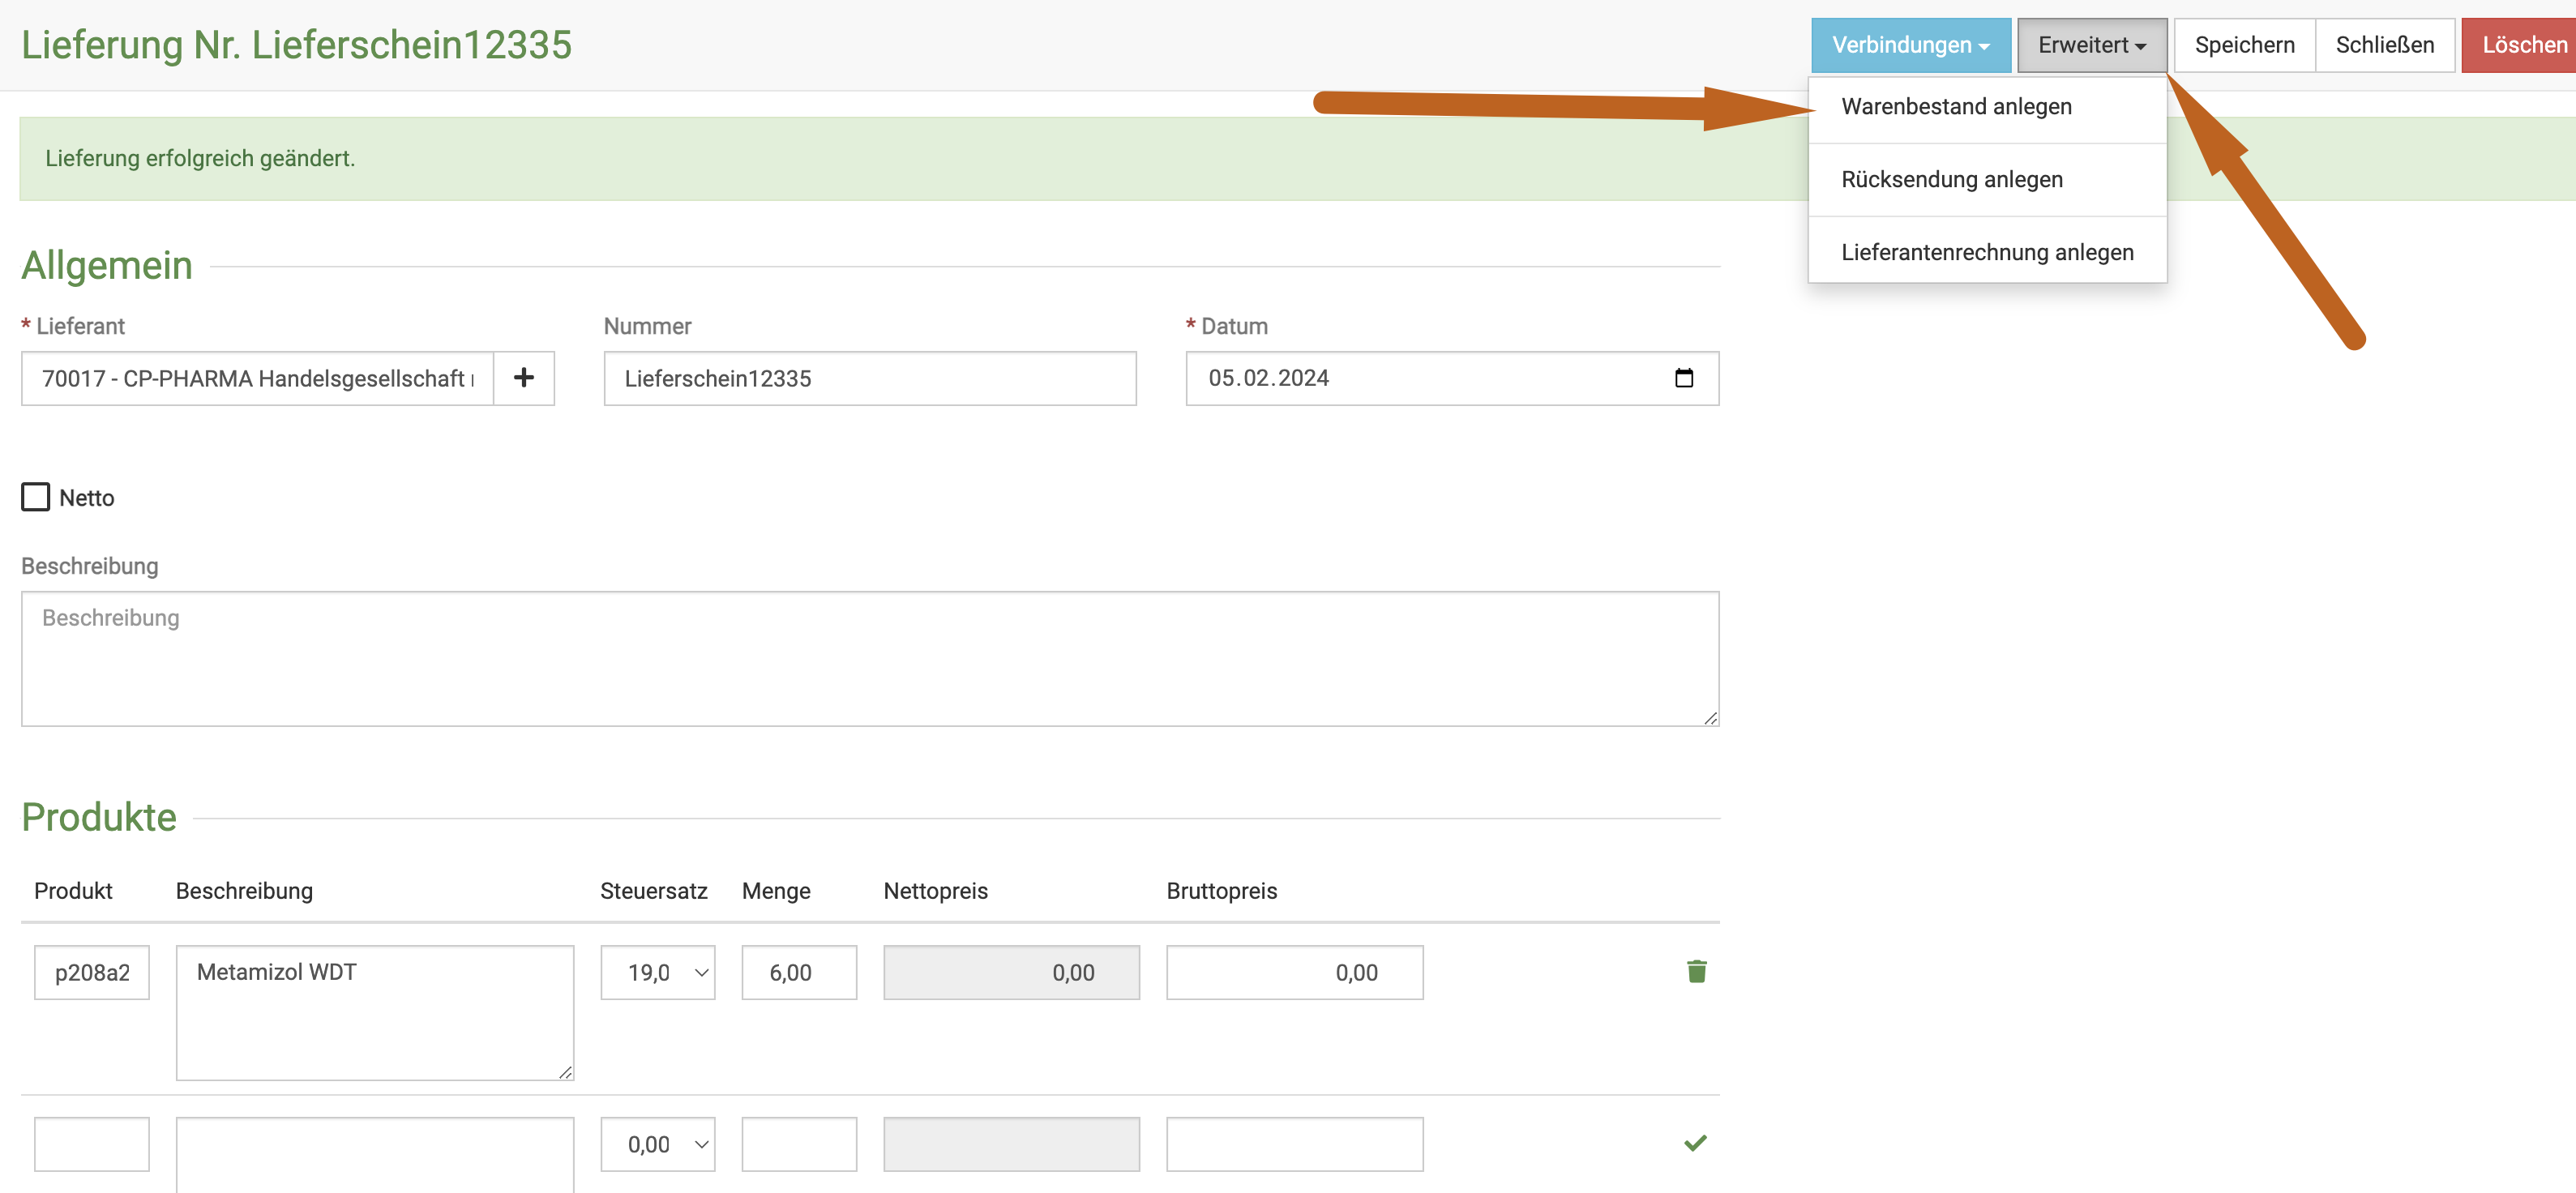 Lieferung Nr. Lieferschein12335
Verbindungen
Erweitert
Speichern
Schließen
Löschen
Warenbestand anlegen
Rücksendung anlegen
Lieferantenrechnung anlegen
Lieferung erfolgreich geändert.
Allgemein
* Lieferant
Nummer
* Datum
70017 - CP-PHARMA Handelsgesellschaft
Lieferschein12335
05.02.2024
Netto
Beschreibung
Beschreibung
Produkte
Produkt Beschreibung Steuersatz Menge Nettopreis Bruttopreis
p208a2 Metamizol WDT 19,0 6,00 0,00 0,00
0,00